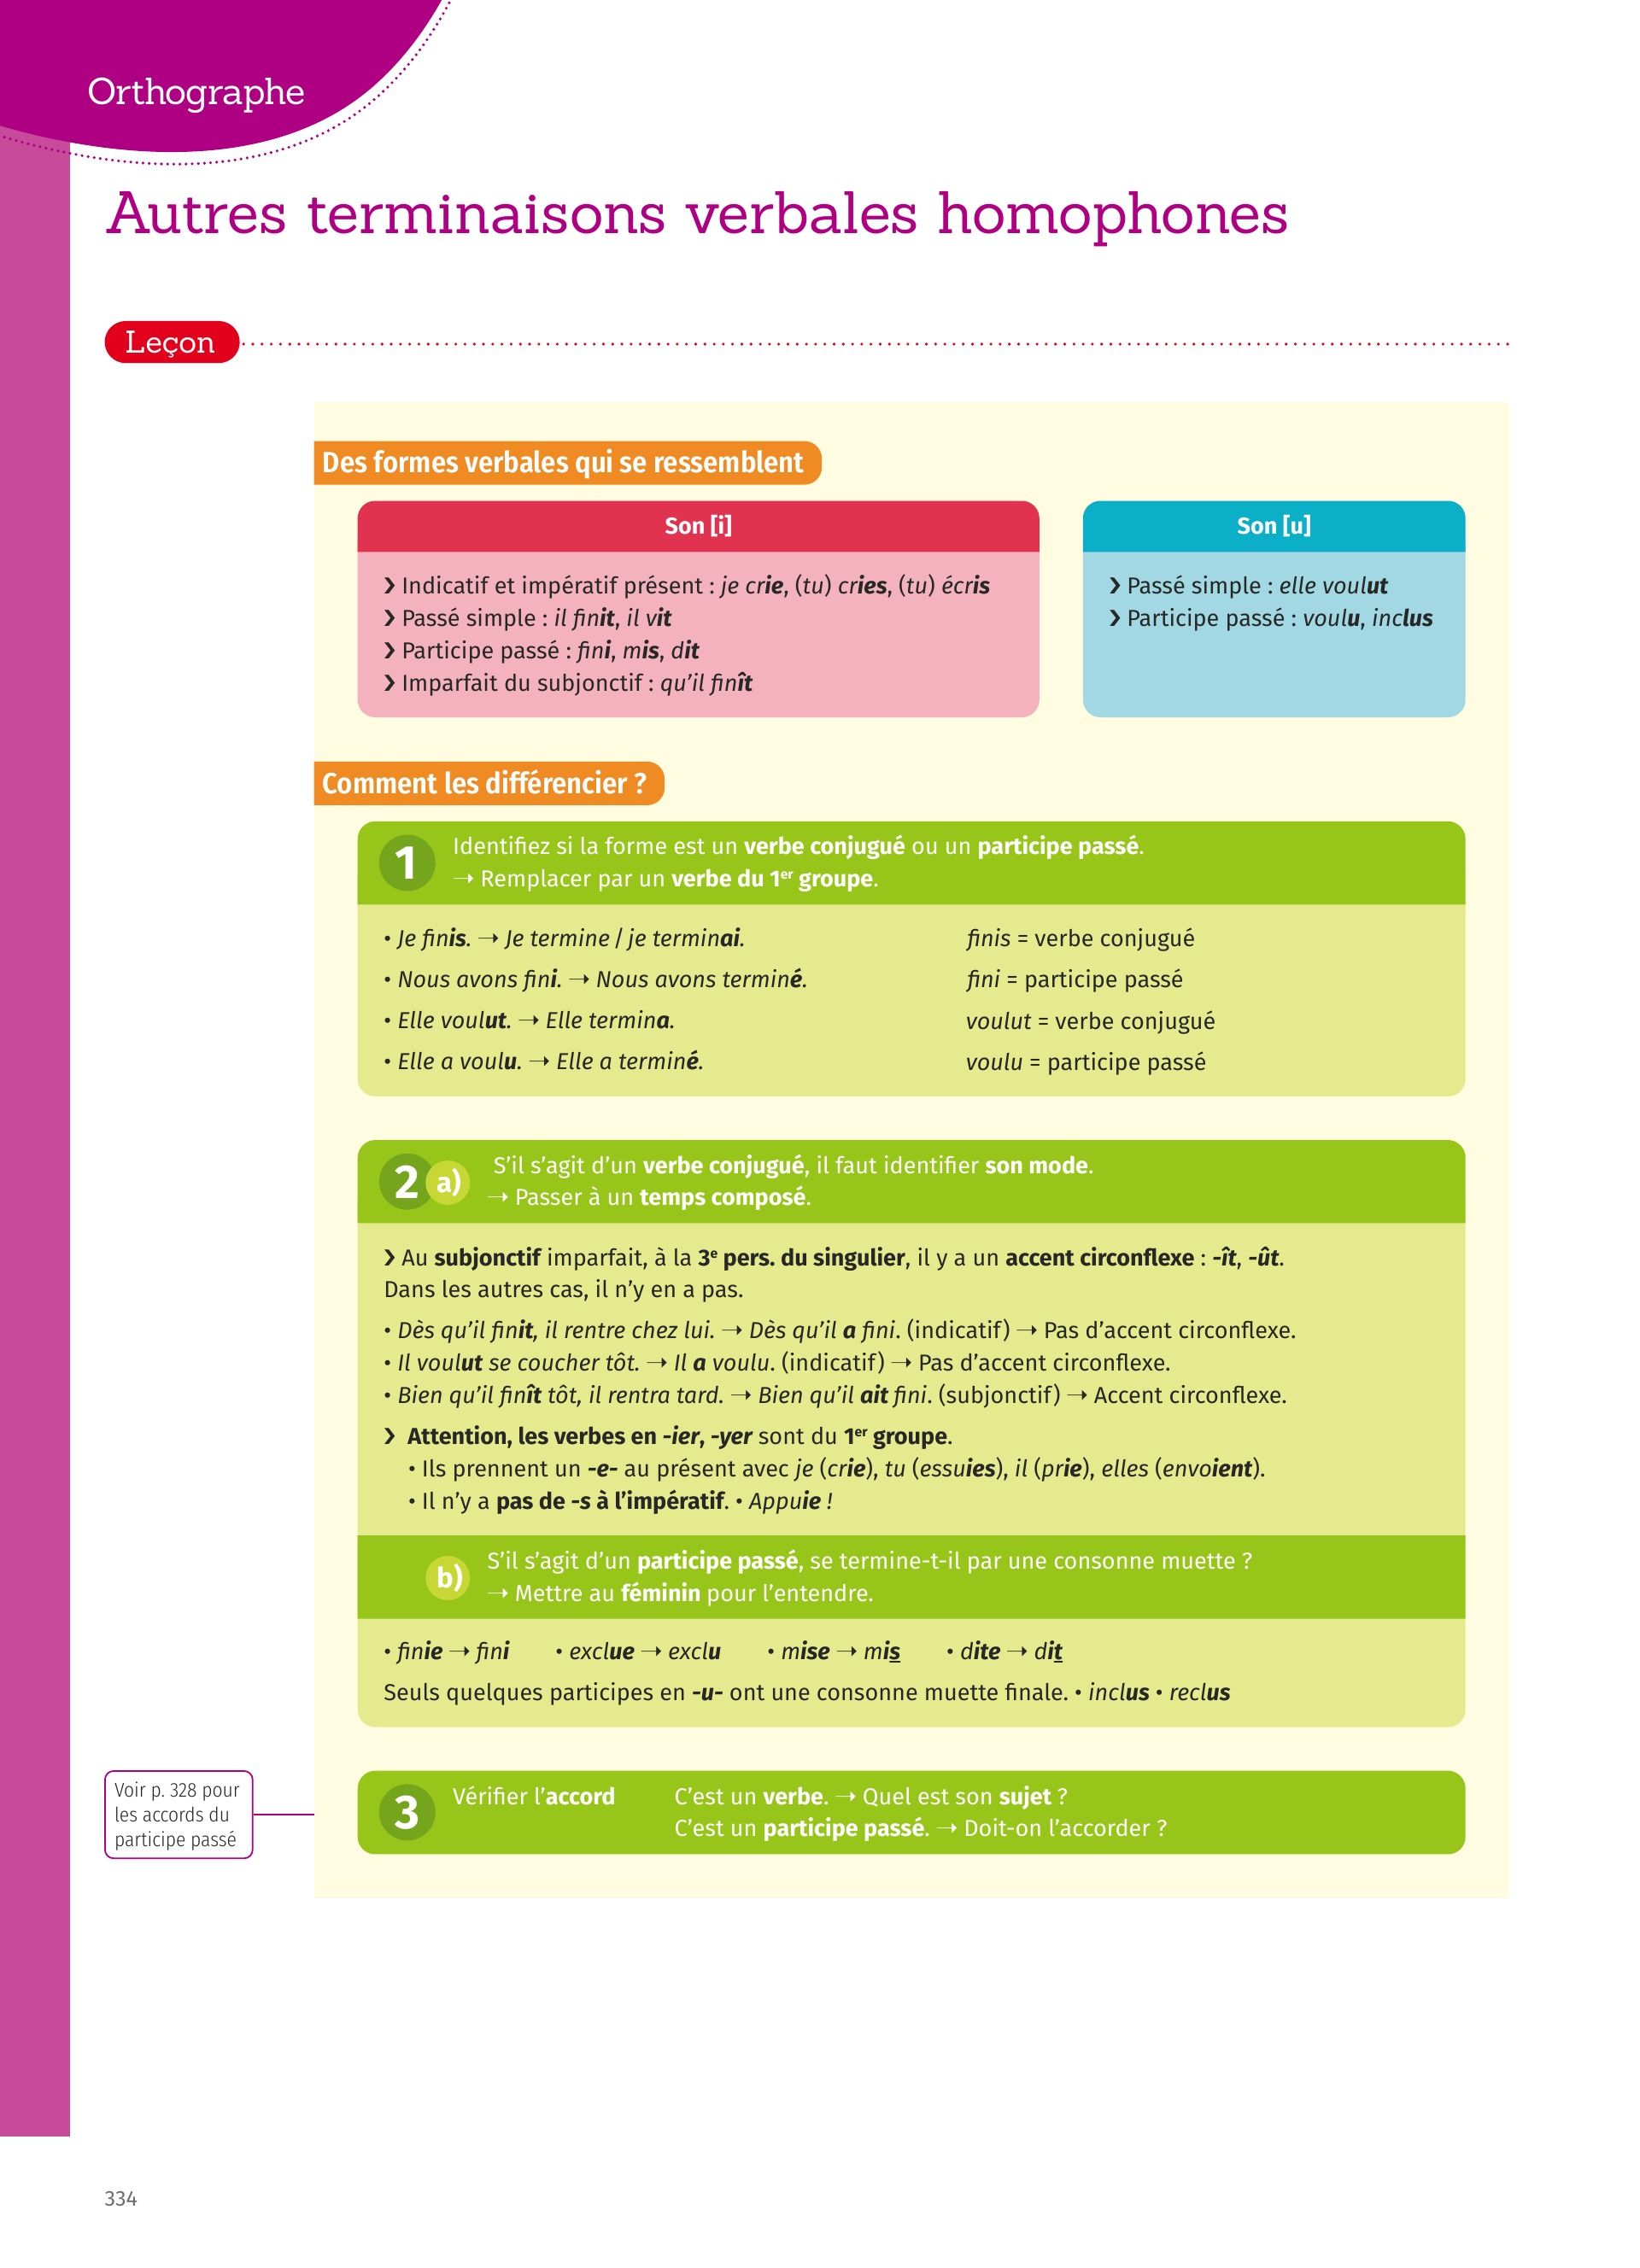 Orthographe
Autres terminaisons verbales homophones
Leçon
Des formes verbales qui se ressemblent
Son [i]
❯ Indicatif et impératif présent : je crie, (tu) cries, (tu) écris
❯ Passé simple : il finit, il vit
❯ Participe passé : fini, mis, dit
❯ Imparfait du subjonctif : qu’il finît
Son [u]
❯ Passé simple : elle voulut
❯ Participe passé : voulu, inclus
Comment les différencier ?
1 Identifiez si la forme est un verbe conjugué ou un participe passé.
→ Remplacer par un verbe du 1er groupe.
• Je finis. → Je termine / je terminai. finis = verbe conjugué
• Nous avons fini. → Nous avons terminé. fini = participe passé
• Elle voulut. → Elle termina. voulut = verbe conjugué
• Elle a voulu. → Elle a terminé. voulu = participe passé
2 a) S’il s’agit d’un verbe conjugué, il faut identifier son mode.
→ Passer à un temps composé.
❯ Au subjonctif imparfait, à la 3e pers. du singulier, il y a un accent circonflexe : -ît, -ût.
Dans les autres cas, il n’y en a pas.
• Dès qu’il finit, il rentre chez lui. → Dès qu’il a fini. (indicatif) → Pas d’accent circonflexe.
• Il voulut se coucher tôt. → Il a voulu. (indicatif) → Pas d’accent circonflexe.
• Bien qu’il finît tôt, il rentra tard. → Bien qu’il ait fini. (subjonctif) → Accent circonflexe.
❯ Attention, les verbes en -ier, -yer sont du 1er groupe.
• Ils prennent un -e- au présent avec je (crie), tu (essuies), il (prie), elles (envoient).
• Il n’y a pas de -s à l’impératif. • Appuie !
b) S’il s’agit d’un participe passé, se termine-t-il par une consonne muette ?
→ Mettre au féminin pour l’entendre.
• finie → fini • exclue → exclu • mise → mis • dite → dit
Seuls quelques participes en -u- ont une consonne muette finale. • inclus • reclus
Voir p. 328 pour
les accords du
participe passé
3 Vérifier l’accord C’est un verbe. → Quel est son sujet ?
C’est un participe passé. → Doit-on l’accorder ?
334